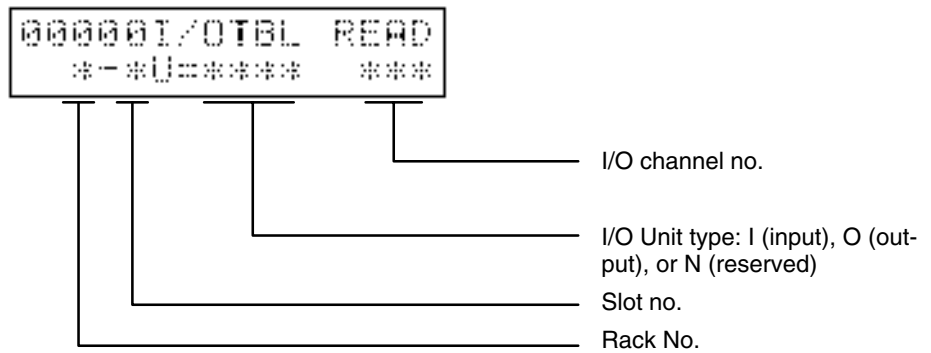 00000I/OTBL READ
*-*U=**** ***
I/O channel no.
I/O Unit type: I (input), O (out-
put), or N (reserved)
Slot no.
Rack No.